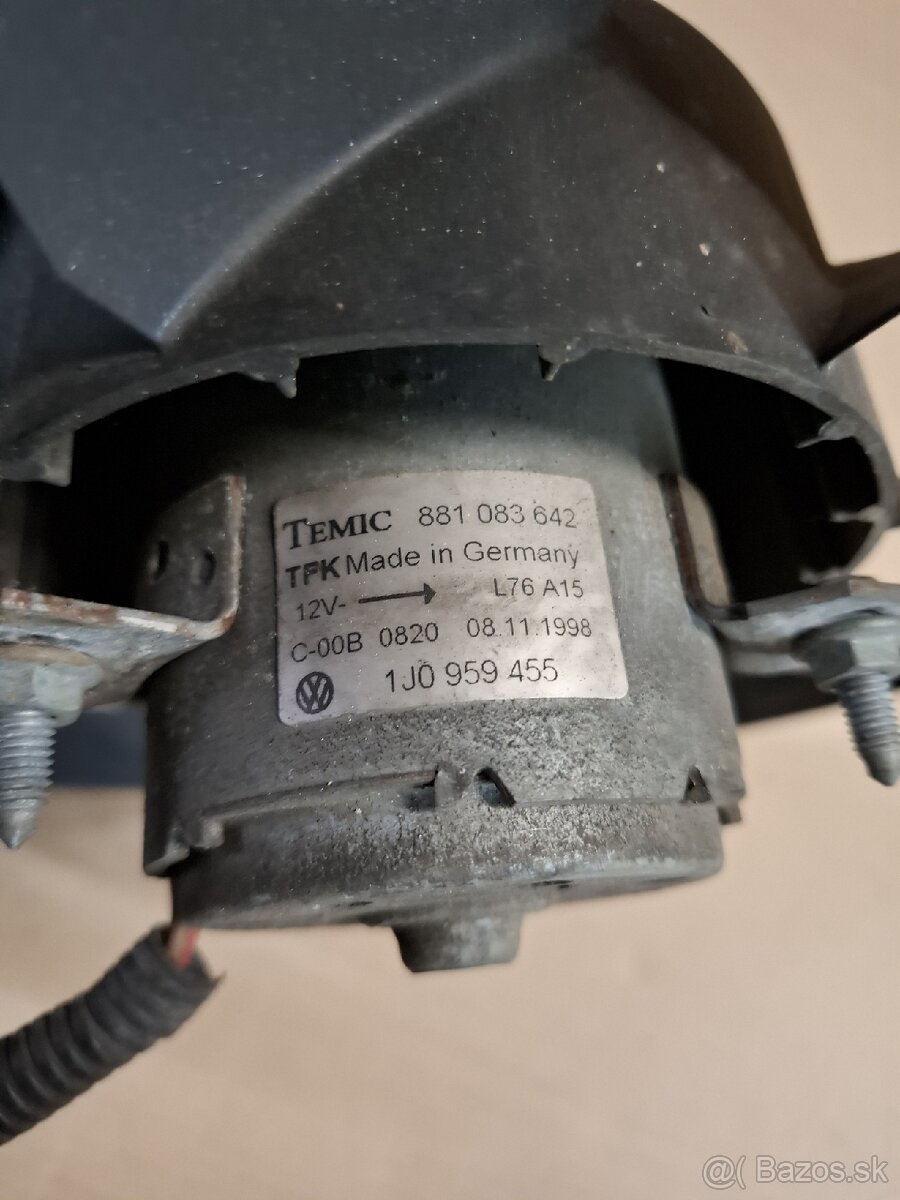 TEMIC 881 083 642
TFK Made in Germany
12V- L76 A15
C-00B 0820 08.11.1998
1J0 959 455
@( Bazos.sk